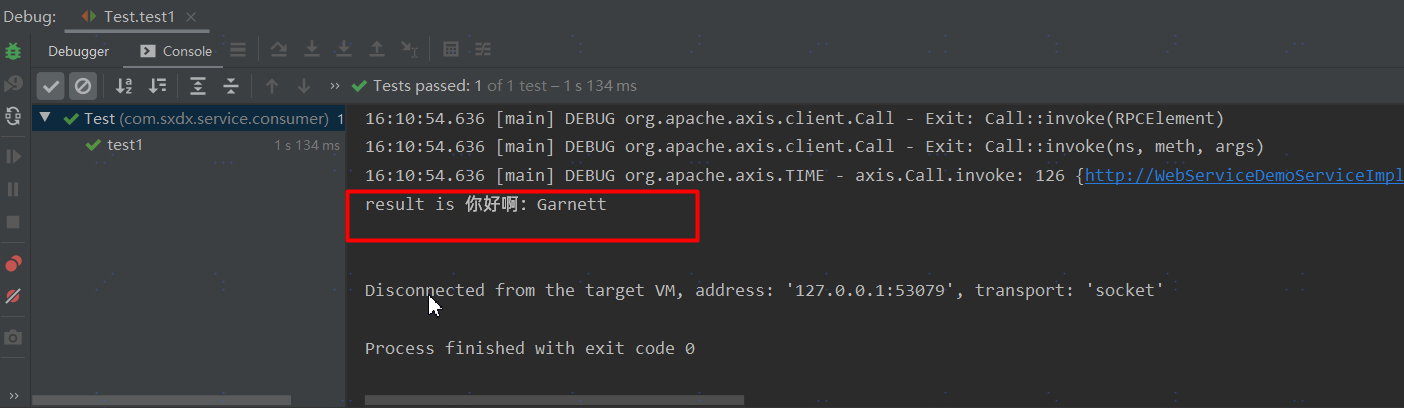 Debug: Test.test1
Debugger Console
Tests passed: 1 of 1 test – 1 s 134 ms
Test (com.sxdx.service.consumer) 1
test1 1 s 134 ms
16:10:54.636 [main] DEBUG org.apache.axis.client.Call - Exit: Call::invoke(RPCElement)
16:10:54.636 [main] DEBUG org.apache.axis.client.Call - Exit: Call::invoke(ns, meth, args)
16:10:54.636 [main] DEBUG org.apache.axis.TIME - axis.Call.invoke: 126 {http://WebServiceDemoServiceImpl
result is 你好啊: Garnett
Disconnected from the target VM, address: '127.0.0.1:53079', transport: 'socket'
Process finished with exit code 0